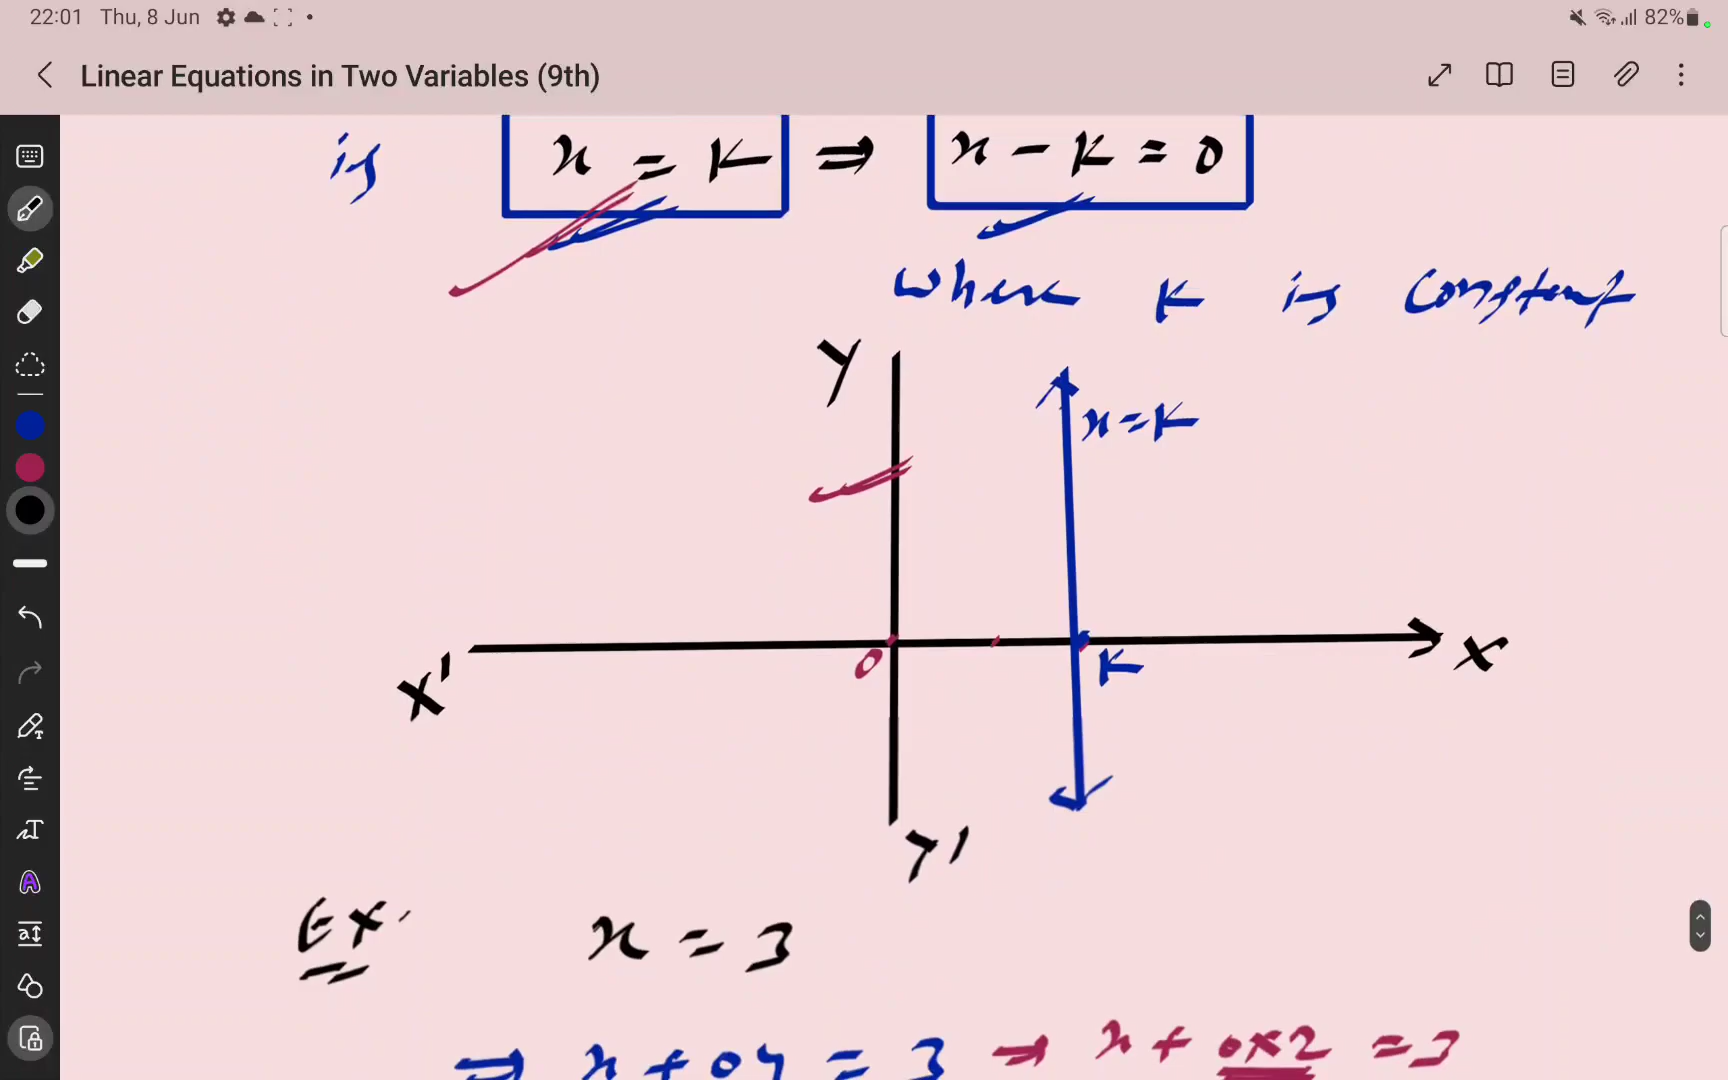 22:01 Thu, 8 Jun 82%
Linear Equations in Two Variables (9th)
is x = K ⇒ x - K = 0
where K is constant
Y
x = K
O K X
X'
Y'
Ex. x = 3
⇒ x + 0y = 3 ⇒ x + 0×2 = 3